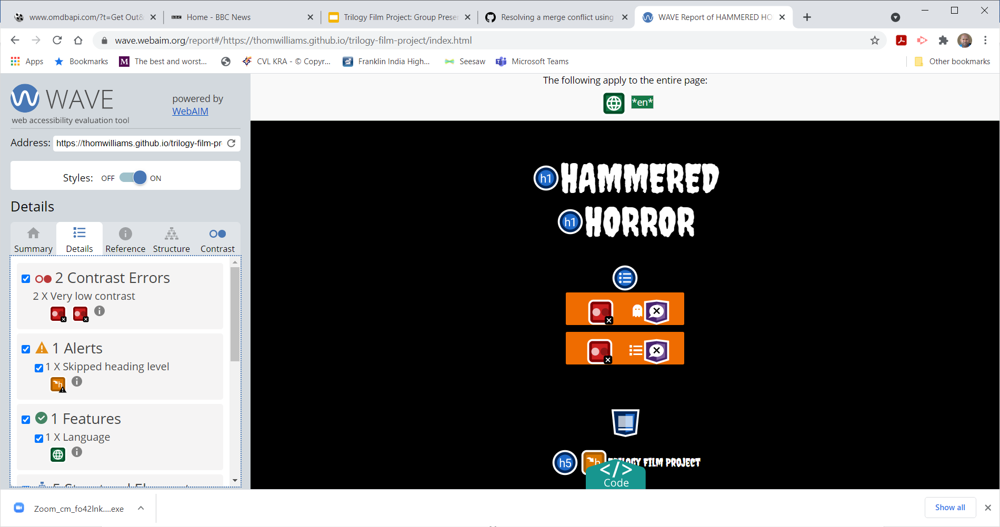 www.omdbapi.com/?t=Get Out&
Home - BBC News
Trilogy Film Project: Group Presen
Resolving a merge conflict using
WAVE Report of HAMMERED HO
wave.webaim.org/report#/https://thomwilliams.github.io/trilogy-film-project/index.html
Apps
Bookmarks
M
The best and worst...
CVL KRA - © Copyr...
Franklin India High...
Seesaw
Microsoft Teams
Other bookmarks
WAVE
web accessibility evaluation tool
powered by
WebAIM
Address: https://thomwilliams.github.io/trilogy-film-pr
Styles: OFF ON
Details
Summary
Details
Reference
Structure
Contrast
2 Contrast Errors
2 X Very low contrast
1 Alerts
1 X Skipped heading level
h
1 Features
1 X Language
The following apply to the entire page:
*en*
h1 HAMMERED
h1 HORROR
h5 h TRILOGY FILM PROJECT
</>
Code
Zoom_cm_fo42lnk....exe
Show all